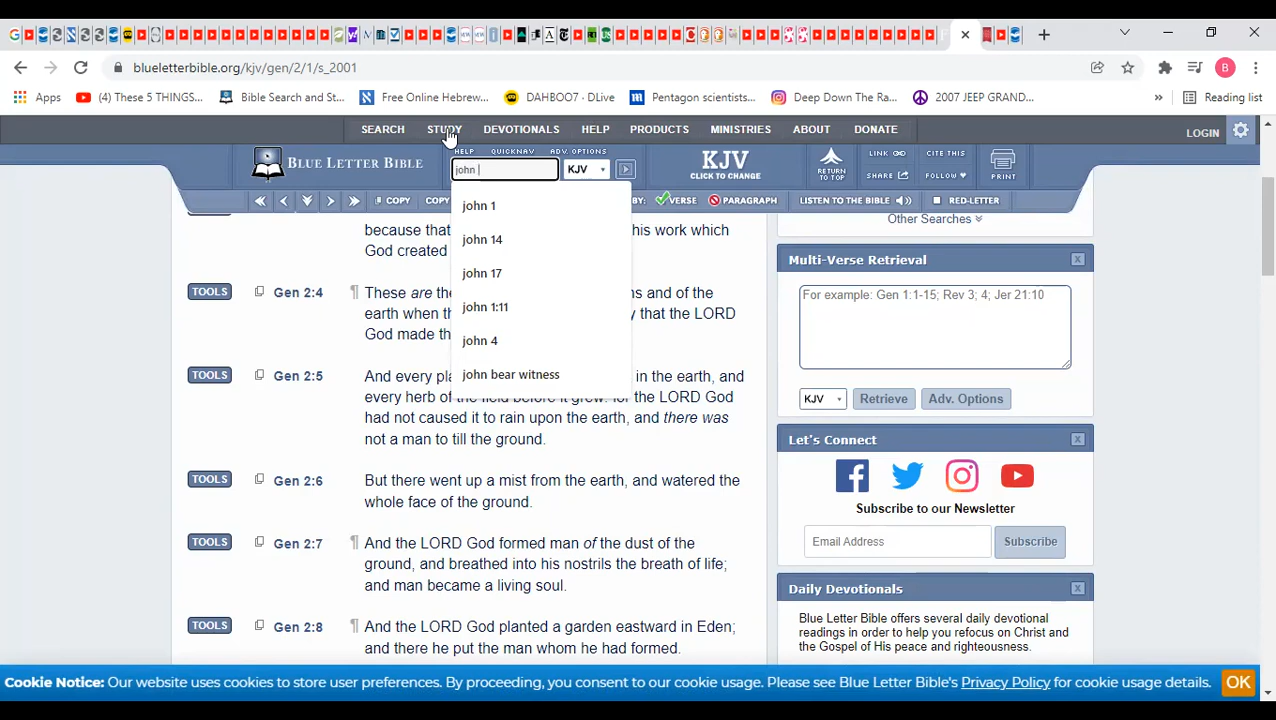 blueletterbible.org/kjv/gen/2/1/s_2001
B
Apps
(4) These 5 THINGS...
Bible Search and St...
Free Online Hebrew...
DAHBOO7 - DLive
Pentagon scientists...
Deep Down The Ra...
2007 JEEP GRAND...
»
Reading list
SEARCH
STUDY
DEVOTIONALS
HELP
PRODUCTS
MINISTRIES
ABOUT
DONATE
LOGIN
BLUE LETTER BIBLE
HELP
QUICKNAV
ADV. OPTIONS
john
KJV
KJV
CLICK TO CHANGE
RETURN
TO TOP
LINK
SHARE
CITE THIS
FOLLOW
PRINT
COPY
COPY
BY:
VERSE
PARAGRAPH
LISTEN TO THE BIBLE
RED-LETTER
john 1
john 14
john 17
john 1:11
john 4
john bear witness
because that
his work which
God created
TOOLS
Gen 2:4
¶
These are the
ns and of the
earth when th
y that the LORD
God made th
TOOLS
Gen 2:5
And every pla
in the earth, and
every herb of the field before it grew: for the LORD God
had not caused it to rain upon the earth, and there was
not a man to till the ground.
TOOLS
Gen 2:6
But there went up a mist from the earth, and watered the
whole face of the ground.
TOOLS
Gen 2:7
¶
And the LORD God formed man of the dust of the
ground, and breathed into his nostrils the breath of life;
and man became a living soul.
TOOLS
Gen 2:8
¶
And the LORD God planted a garden eastward in Eden;
and there he put the man whom he had formed.
Other Searches
Multi-Verse Retrieval
For example: Gen 1:1-15; Rev 3; 4; Jer 21:10
KJV
Retrieve
Adv. Options
Let's Connect
Subscribe to our Newsletter
Email Address
Subscribe
Daily Devotionals
Blue Letter Bible offers several daily devotional
readings in order to help you refocus on Christ and
the Gospel of His peace and righteousness.
Cookie Notice: Our website uses cookies to store user preferences. By proceeding, you consent to our cookie usage. Please see Blue Letter Bible's Privacy Policy for cookie usage details.
OK